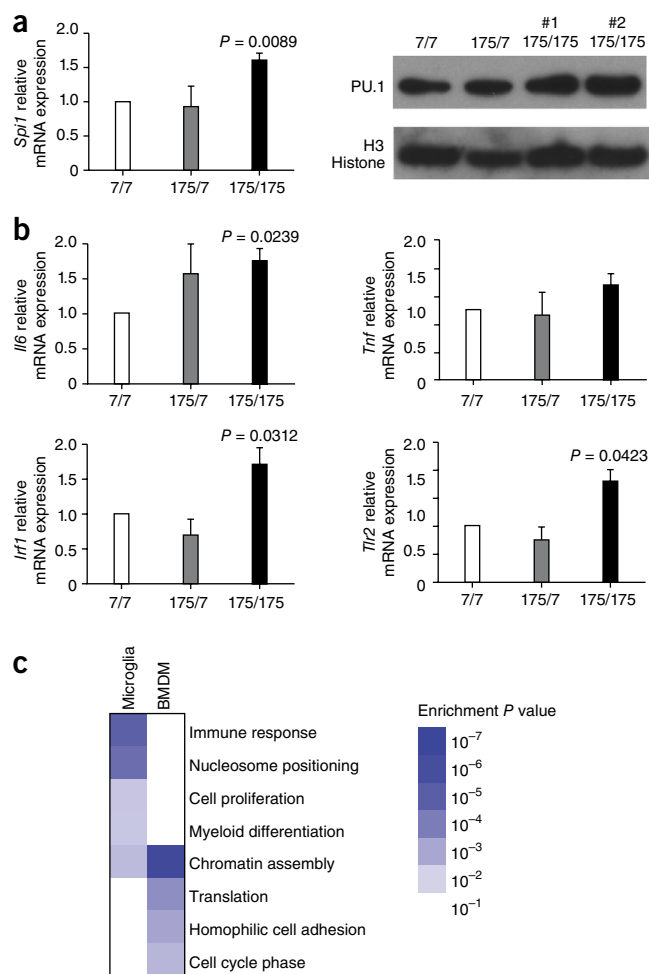 a
Spi1 relative
mRNA expression
2.0
1.5
1.0
0.5
0
P = 0.0089
7/7
175/7
175/175
#1
#2
7/7
175/7
175/175
175/175
PU.1
H3
Histone
b
Il6 relative
mRNA expression
2.0
1.5
1.0
0.5
0
P = 0.0239
7/7
175/7
175/175
Tnf relative
mRNA expression
2.0
1.5
1.0
0.5
0
7/7
175/7
175/175
Irf1 relative
mRNA expression
2.0
1.5
1.0
0.5
0
P = 0.0312
7/7
175/7
175/175
Tlr2 relative
mRNA expression
2.0
1.5
1.0
0.5
0
P = 0.0423
7/7
175/7
175/175
c
Microglia
BMDM
Immune response
Nucleosome positioning
Cell proliferation
Myeloid differentiation
Chromatin assembly
Translation
Homophilic cell adhesion
Cell cycle phase
Enrichment P value
10⁻⁷
10⁻⁶
10⁻⁵
10⁻⁴
10⁻³
10⁻²
10⁻¹